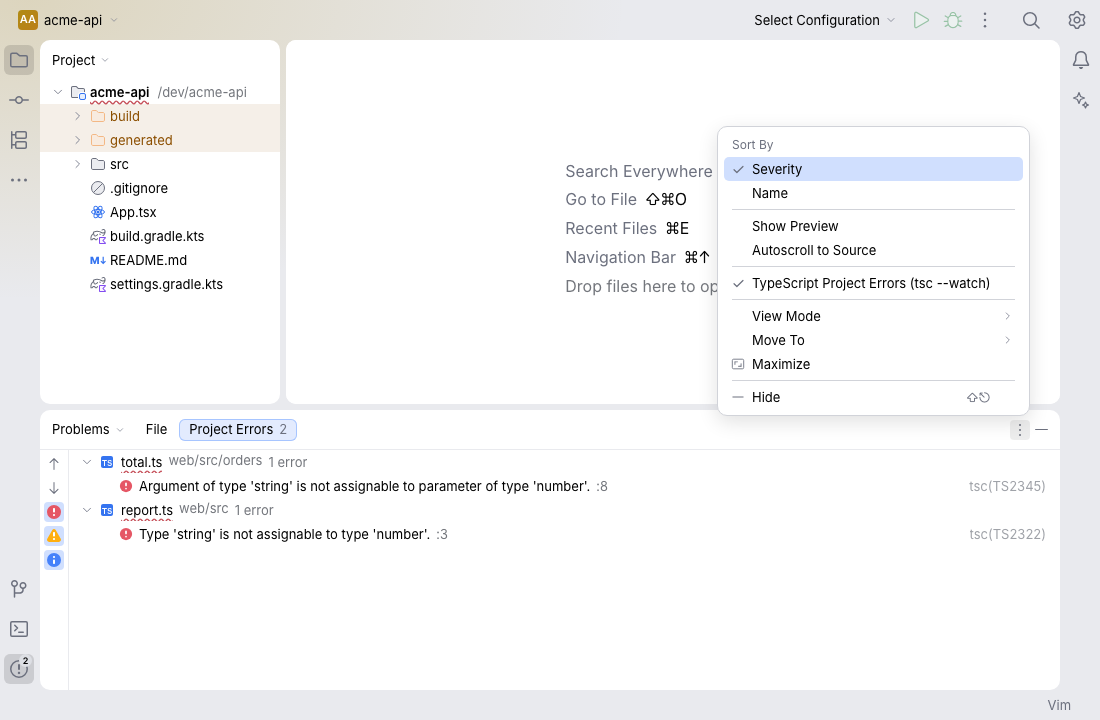 AA acme-api
Select Configuration
Project
acme-api /dev/acme-api
build
generated
src
.gitignore
App.tsx
build.gradle.kts
M↓ README.md
settings.gradle.kts
Search Everywhere
Go to File ⇧⌘O
Recent Files ⌘E
Navigation Bar ⌘↑
Drop files here to op
Sort By
Severity
Name
Show Preview
Autoscroll to Source
TypeScript Project Errors (tsc --watch)
View Mode
Move To
Maximize
Hide ⇧⎋
Problems File Project Errors 2
TS total.ts web/src/orders 1 error
Argument of type 'string' is not assignable to parameter of type 'number'. :8 tsc(TS2345)
TS report.ts web/src 1 error
Type 'string' is not assignable to type 'number'. :3 tsc(TS2322)
2
Vim